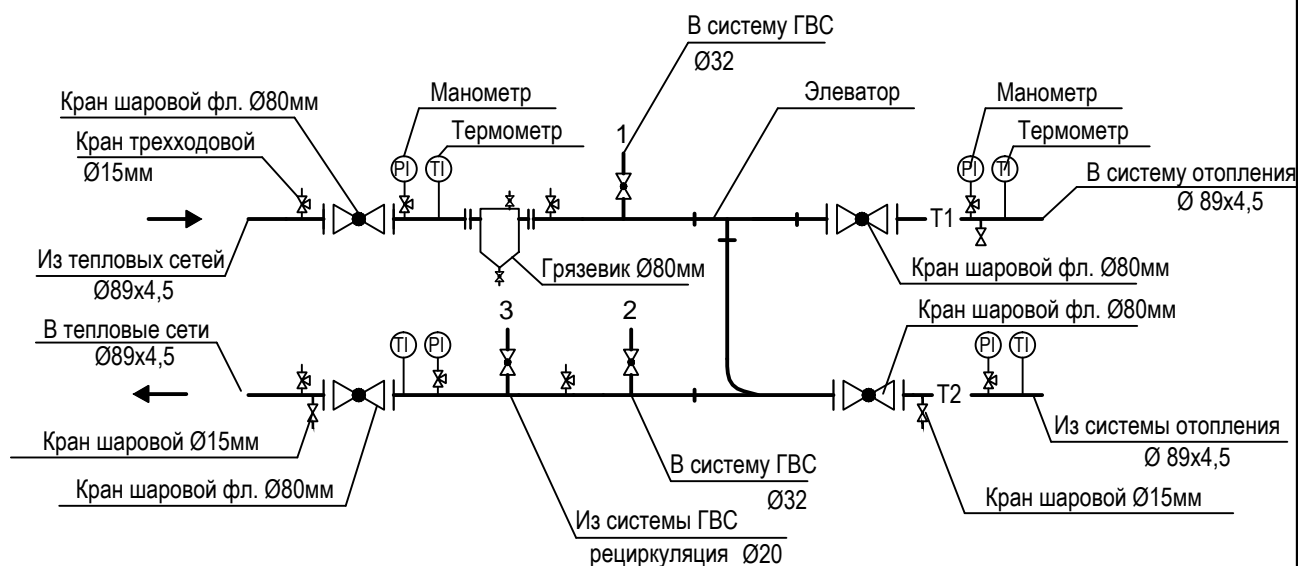 В систему ГВС
Ø32
Кран шаровой фл. Ø80мм
Манометр
Элеватор
Манометр
Кран трехходовой
Ø15мм
Термометр
1
Термометр
PI
TI
PI
TI
В систему отопления
Ø 89х4,5
Т1
Из тепловых сетей
Ø89х4,5
Грязевик Ø80мм
Кран шаровой фл. Ø80мм
3
2
Кран шаровой фл. Ø80мм
В тепловые сети
Ø89х4,5
TI
PI
PI
TI
Т2
Кран шаровой Ø15мм
Из системы отопления
Ø 89х4,5
Кран шаровой фл. Ø80мм
В систему ГВС
Ø32
Кран шаровой Ø15мм
Из системы ГВС
рециркуляция Ø20